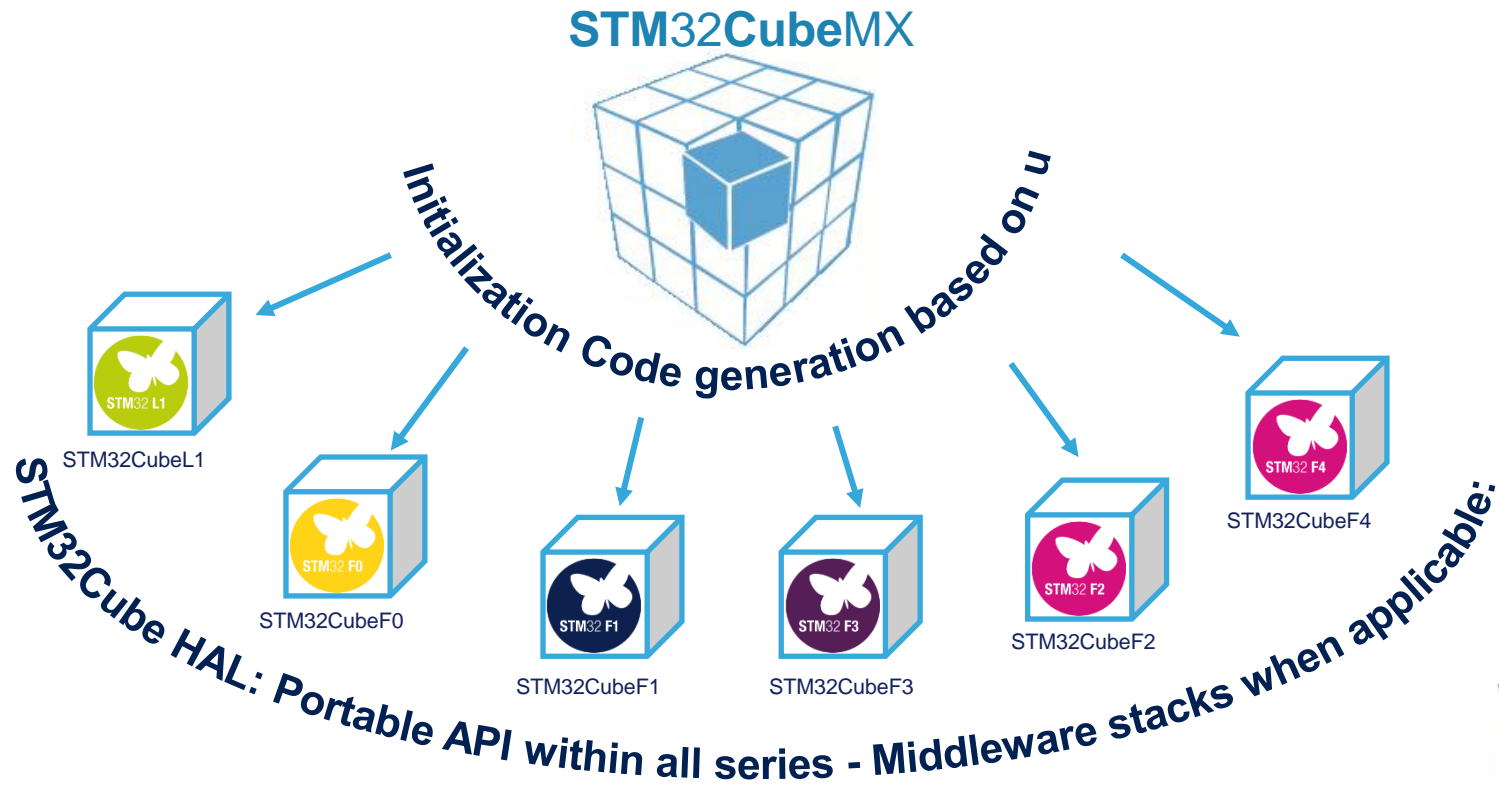 STM32CubeMX
Initialization Code generation based on u
STM32 L1
STM32CubeL1
STM32 F0
STM32CubeF0
STM32 F1
STM32CubeF1
STM32 F3
STM32CubeF3
STM32 F2
STM32CubeF2
STM32 F4
STM32CubeF4
STM32Cube HAL: Portable API within all series - Middleware stacks when applicable: